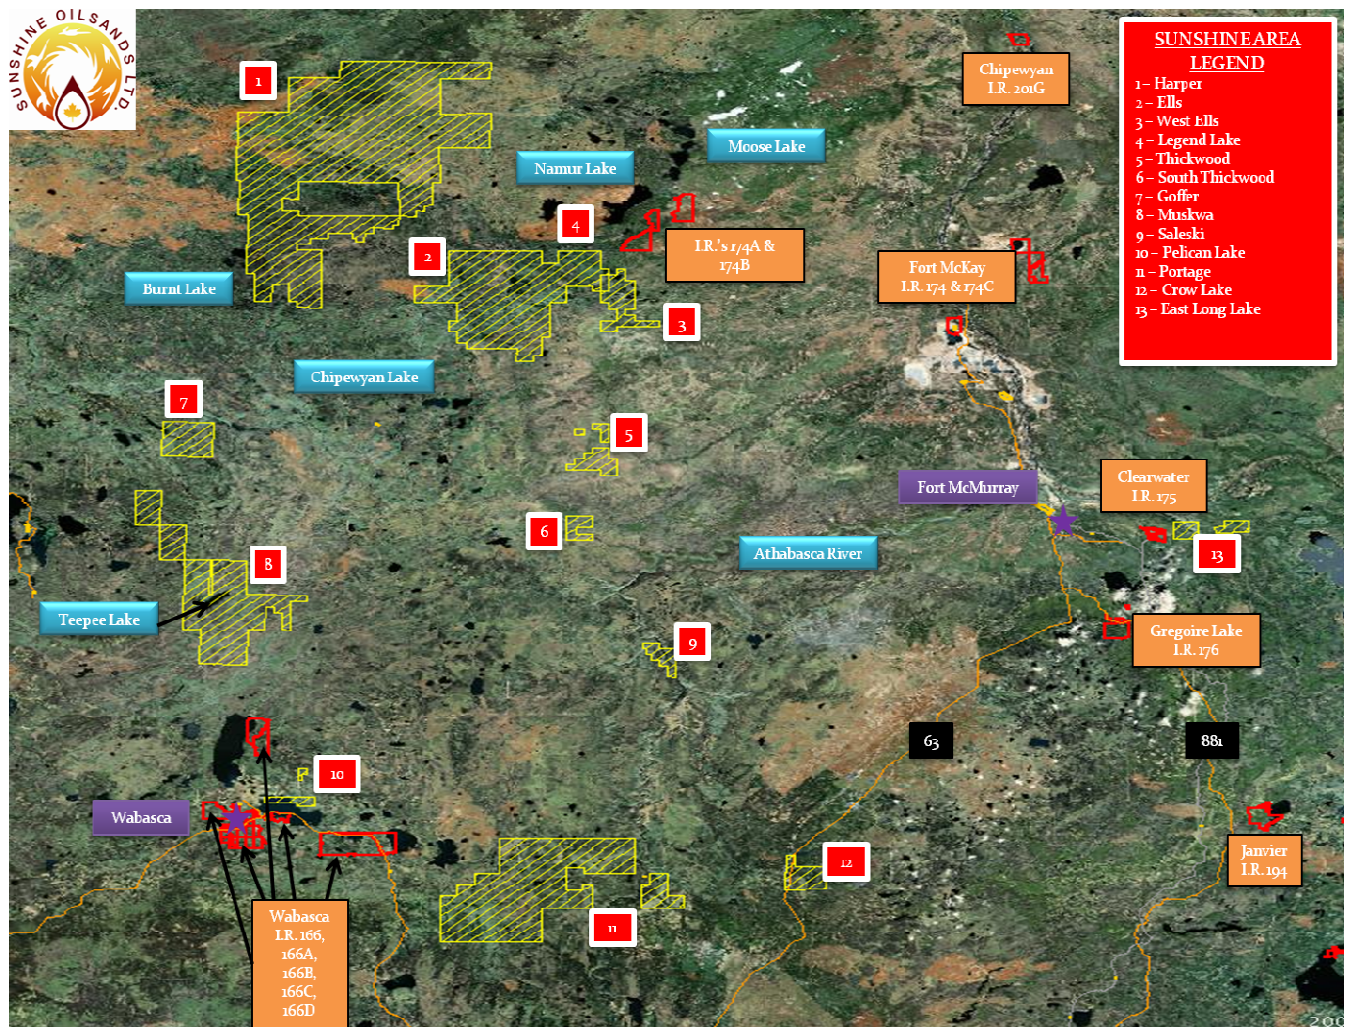 SUNSHINE OILSANDS LTD.
SUNSHINE AREA
LEGEND
1 – Harper
2 – Ells
3 – West Ells
4 – Legend Lake
5 – Thickwood
6 – South Thickwood
7 – Goffer
8 – Muskwa
9 – Saleski
10 – Pelican Lake
11 – Portage
12 – Crow Lake
13 – East Long Lake
Chipewyan
I.R. 201G
1
Moose Lake
Namur Lake
4
I.R.'s 174A &
174B
2
Fort McKay
I.R. 174 & 174C
Burnt Lake
3
Chipewyan Lake
7
5
Clearwater
I.R. 175
Fort McMurray
6
Athabasca River
13
8
Teepee Lake
Gregoire Lake
I.R. 176
9
63
881
10
Wabasca
12
Janvier
I.R. 194
Wabasca
I.R. 166,
166A,
166B,
166C,
166D
11
200